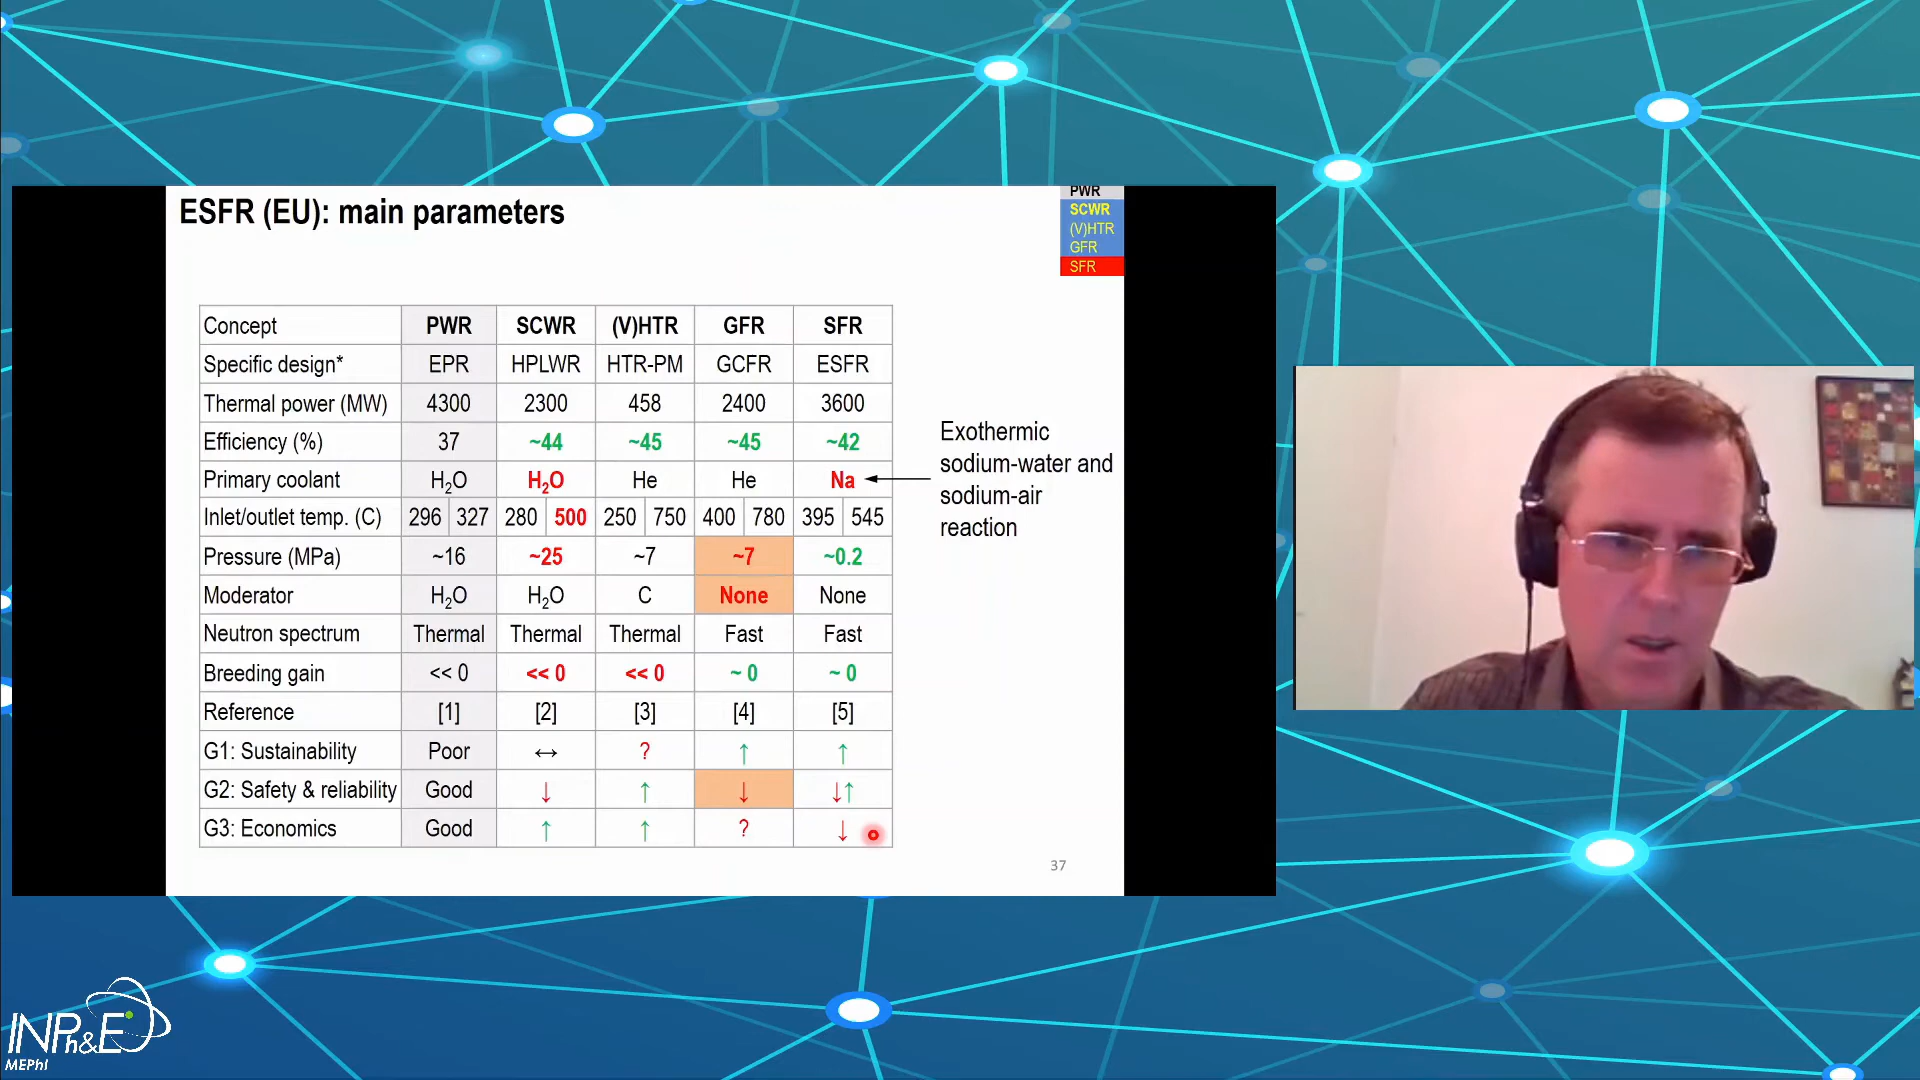 ESFR (EU): main parameters
PWR
SCWR
(V)HTR
GFR
SFR
Concept PWR SCWR (V)HTR GFR SFR
Specific design* EPR HPLWR HTR-PM GCFR ESFR
Thermal power (MW) 4300 2300 458 2400 3600
Efficiency (%) 37 ~44 ~45 ~45 ~42
Primary coolant H₂O H₂O He He Na
Inlet/outlet temp. (C) 296 327 280 500 250 750 400 780 395 545
Pressure (MPa) ~16 ~25 ~7 ~7 ~0.2
Moderator H₂O H₂O C None None
Neutron spectrum Thermal Thermal Thermal Fast Fast
Breeding gain << 0 << 0 << 0 ~ 0 ~ 0
Reference [1] [2] [3] [4] [5]
G1: Sustainability Poor ↔ ? ↑ ↑
G2: Safety & reliability Good ↓ ↑ ↓ ↓↑
G3: Economics Good ↑ ↑ ? ↓
Exothermic
sodium-water and
sodium-air
reaction
37
INPh&E
MEPhI